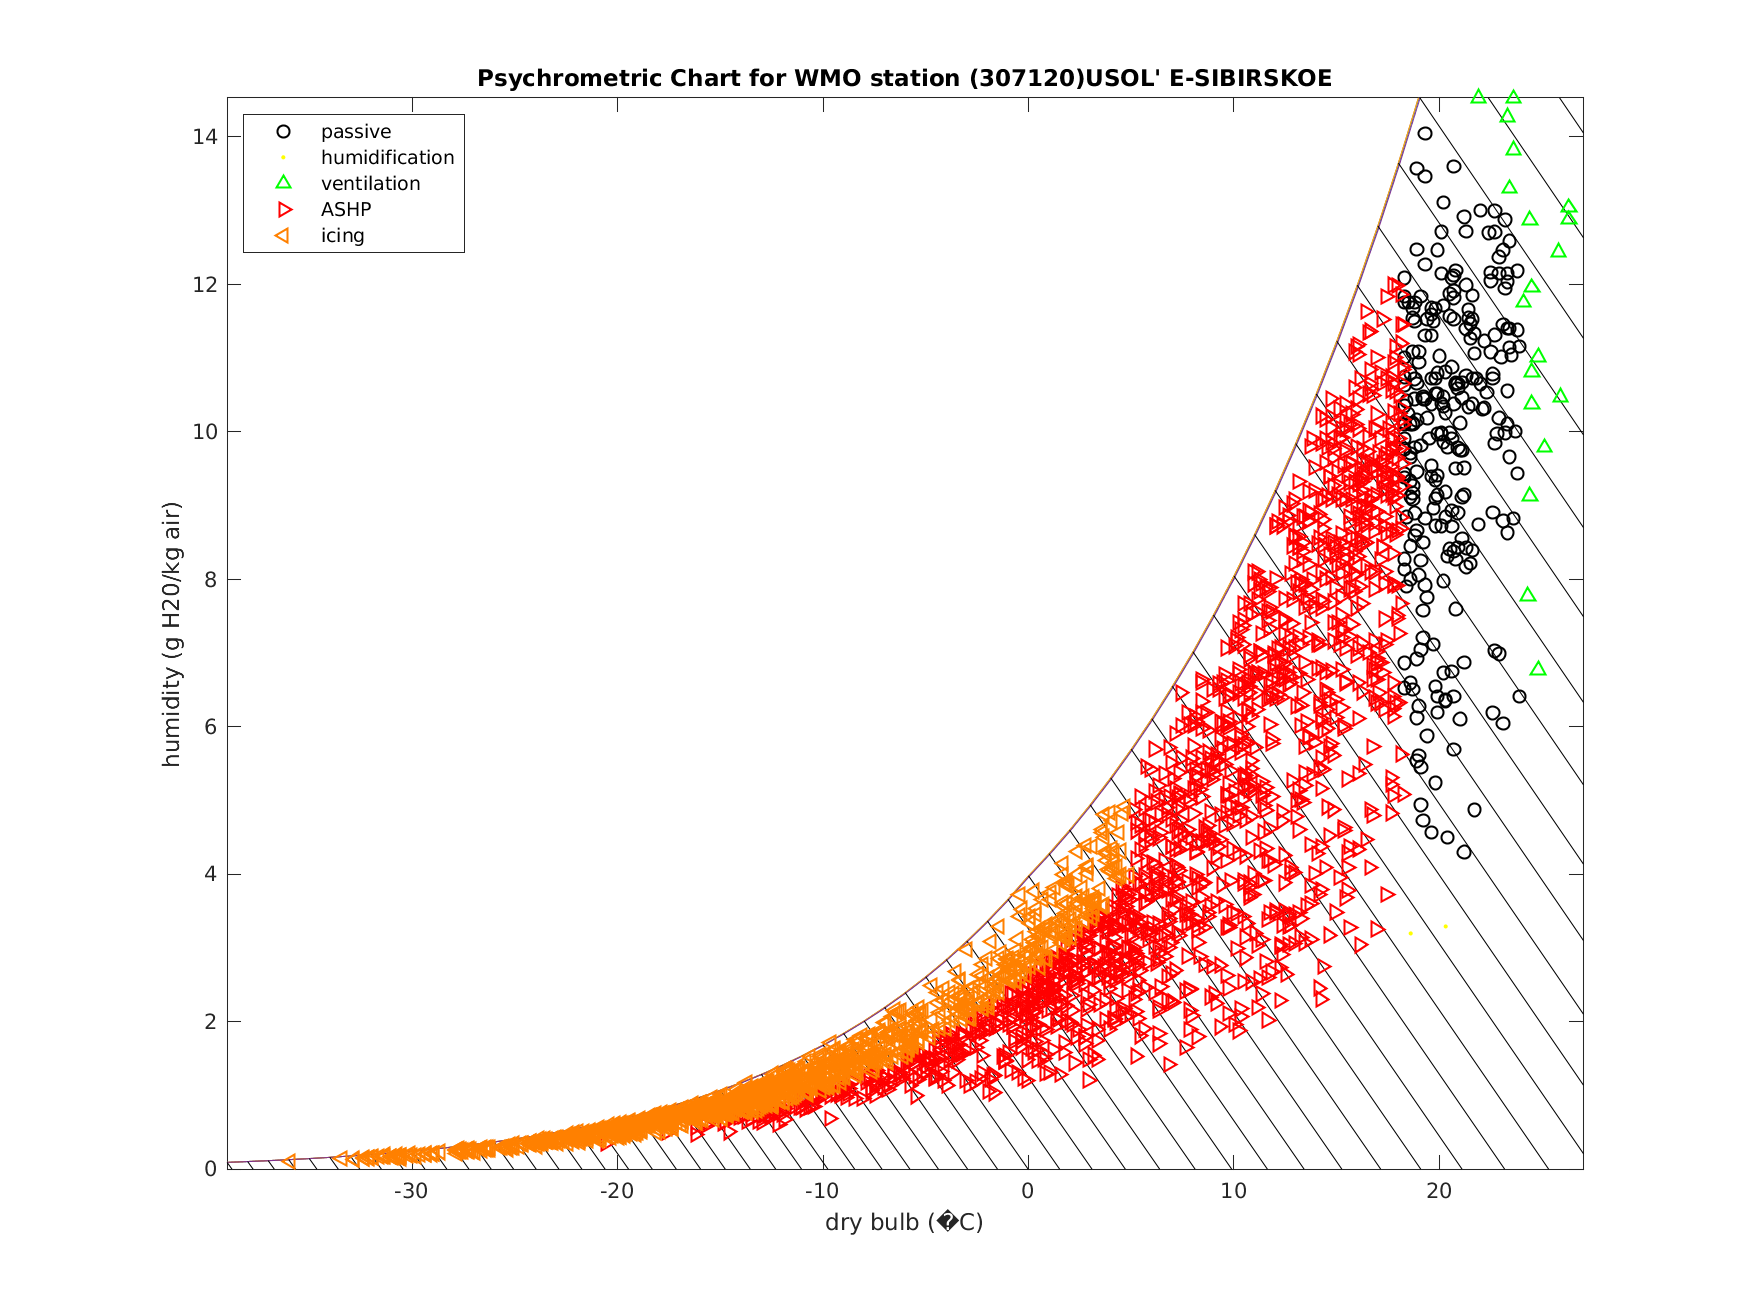 Psychrometric Chart for WMO station (307120)USOL' E-SIBIRSKOE
passive
humidification
ventilation
ASHP
icing
humidity (g H20/kg air)
14
12
10
8
6
4
2
0
-30 -20 -10 0 10 20
dry bulb (�C)